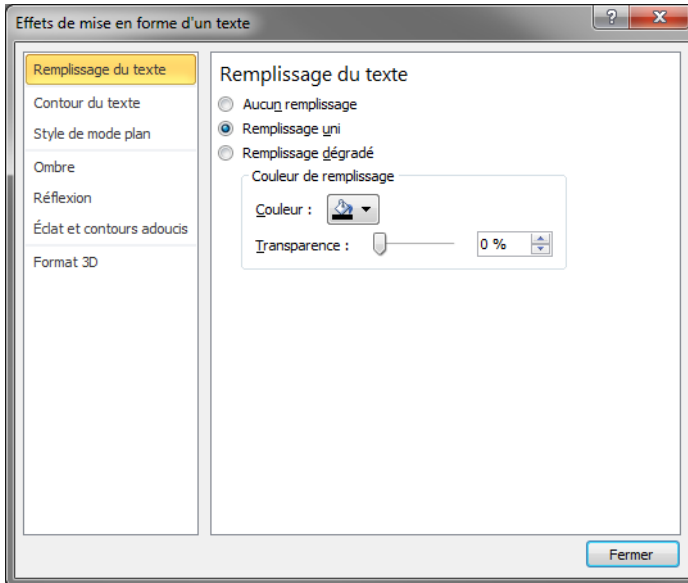 Effets de mise en forme d'un texte
Remplissage du texte
Contour du texte
Style de mode plan
Ombre
Réflexion
Éclat et contours adoucis
Format 3D
Remplissage du texte
Aucun remplissage
Remplissage uni
Remplissage dégradé
Couleur de remplissage
Couleur :
Transparence : 0 %
Fermer